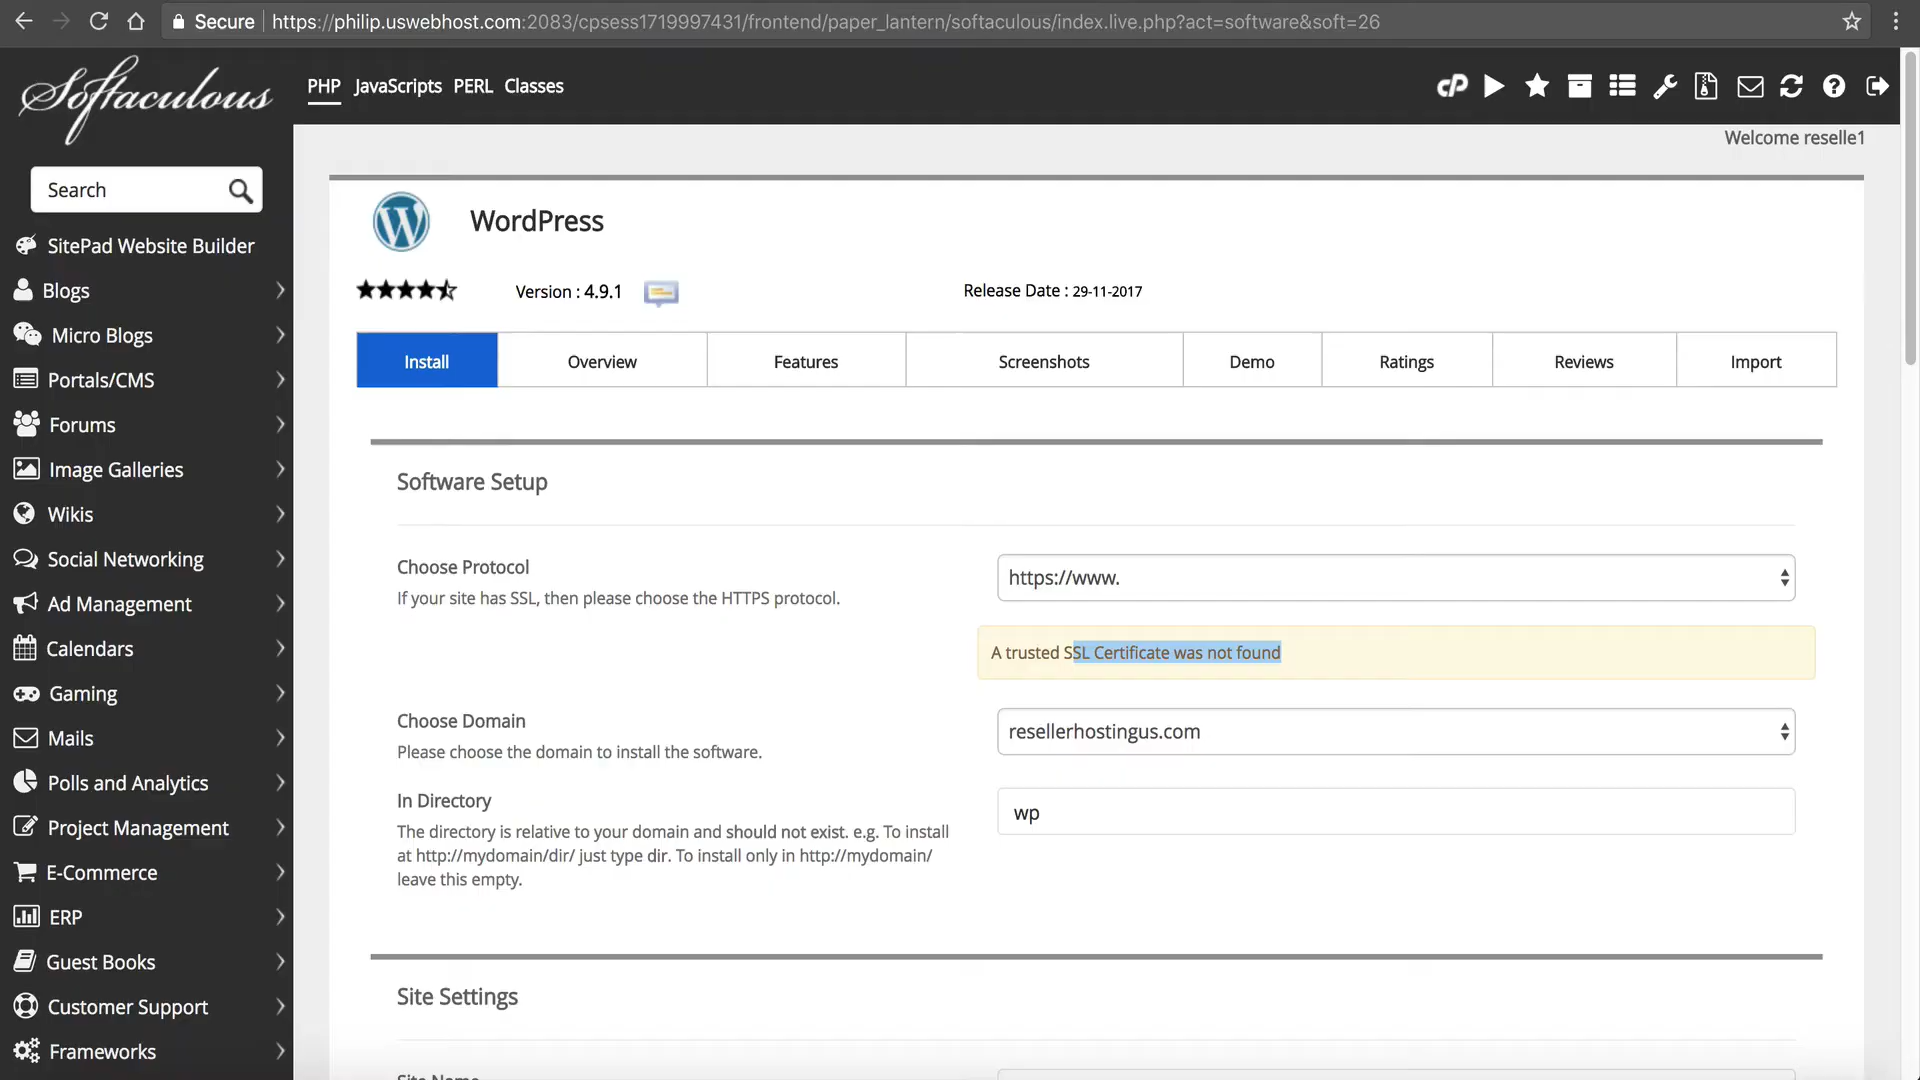 Secure
https://philip.uswebhost.com:2083/cpsess1719997431/frontend/paper_lantern/softaculous/index.live.php?act=software&soft=26
Softaculous
PHP JavaScripts PERL Classes
cP
Welcome reselle1
Search
SitePad Website Builder
Blogs
Micro Blogs
Portals/CMS
Forums
Image Galleries
Wikis
Social Networking
Ad Management
Calendars
Gaming
Mails
Polls and Analytics
Project Management
E-Commerce
ERP
Guest Books
Customer Support
Frameworks
WordPress
Version : 4.9.1
Release Date : 29-11-2017
Install Overview Features Screenshots Demo Ratings Reviews Import
Software Setup
Choose Protocol
If your site has SSL, then please choose the HTTPS protocol.
https://www.
A trusted SSL Certificate was not found
Choose Domain
Please choose the domain to install the software.
resellerhostingus.com
In Directory
The directory is relative to your domain and should not exist. e.g. To install
at http://mydomain/dir/ just type dir. To install only in http://mydomain/
leave this empty.
wp
Site Settings
Site Name